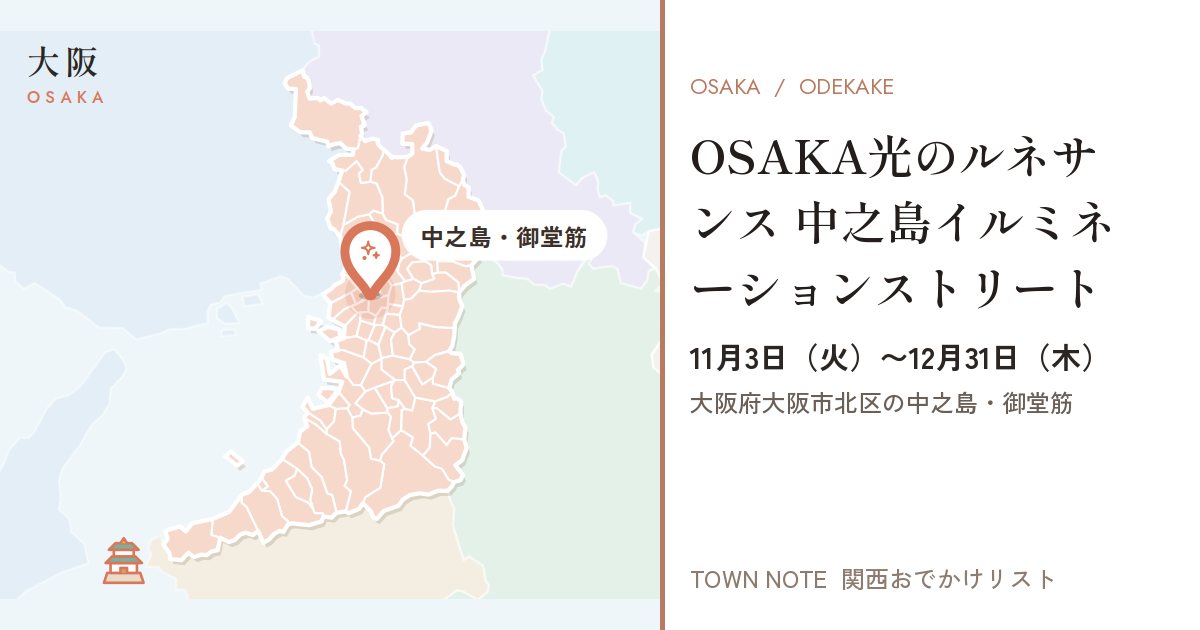 大阪
OSAKA
中之島・御堂筋
OSAKA / ODEKAKE
OSAKA光のルネサ
ンス 中之島イルミネ
ーションストリート
11月3日（火）〜12月31日（木）
大阪府大阪市北区の中之島・御堂筋
TOWN NOTE 関西おでかけリスト